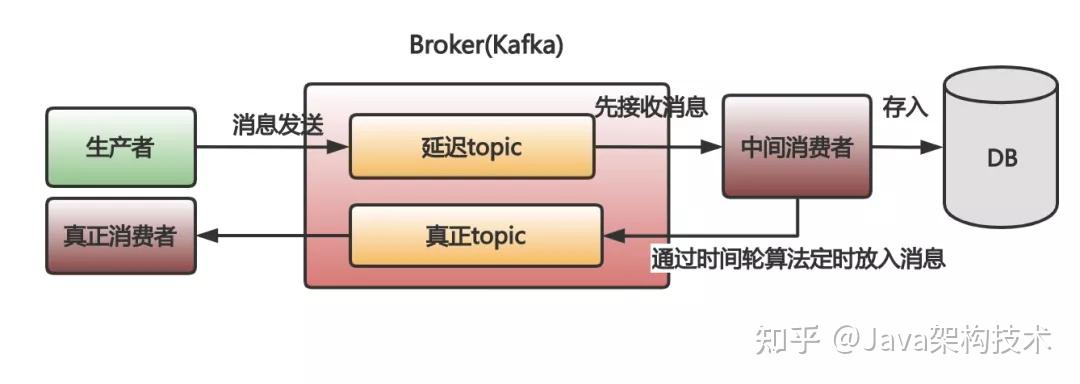 Broker(Kafka)
生产者
消息发送
延迟topic
先接收消息
中间消费者
存入
DB
真正消费者
真正topic
通过时间轮算法定时放入消息
知乎 @Java架构技术